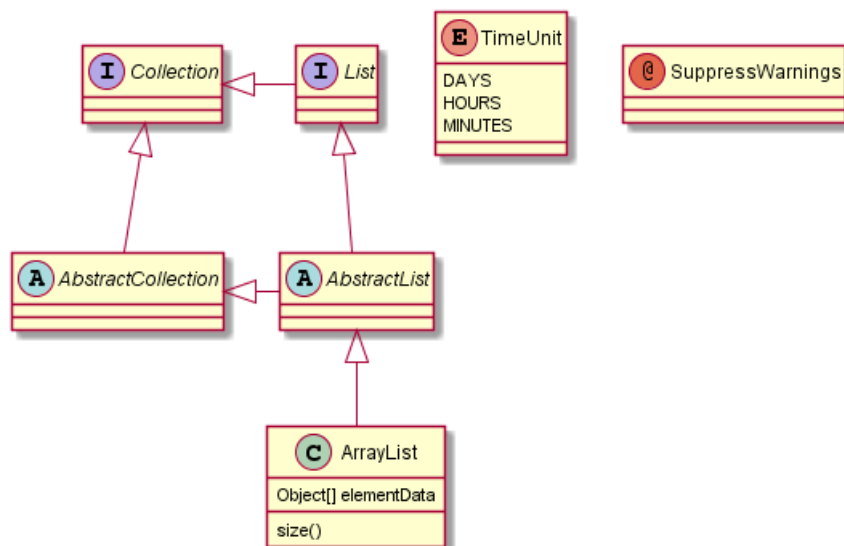 I Collection
I List
E TimeUnit
DAYS
HOURS
MINUTES
@ SuppressWarnings
A AbstractCollection
A AbstractList
C ArrayList
Object[] elementData
size()